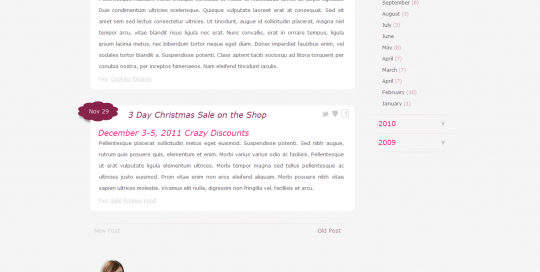 Duis condimentum ultricies scelerisque. Quisque vulputate laoreet erat at consequat. Sed et
amet sem sed lectus consectetur ultrices. Ut tincidunt, augue id sollicitudin placerat, magna nisl
tempor arcu, vitae blandit risus ligula nec erat. Nunc convallis, erat in ornare tempus, ligula
ipsum lacinia metus, nec bibendum tortor neque eget diam. Donec imperdiet faucibus enim, vel
sodales tortor blandit a. Suspendisse potenti. Class aptent taciti sociosqu ad litora torquent per
conubia nostra, per inceptos himenaeos. Nam eleifend tincidunt iaculis.
Nov 29
3 Day Christmas Sale on the Shop
December 3-5, 2011 Crazy Discounts
Pellentesque placerat sollicitudin metus eget euismod. Suspendisse potenti. Sed nibh augue,
rutrum quis posuere quis, elementum et enim. Morbi varius varius odio ac facilisis. Pellentesque
ut erat vulputate ligula elementum ultrices. Morbi tempor magna sed tellus pellentesque ac
ultricies justo euismod. Proin vitae enim non eros eleifend aliquam. Morbi posuere nibh vitae
sapien ultrices molestie. Vivamus elit nulla, dignissim non fringilla vel, facilisis et arcu.
Tag: Sale Prisons Food
New Post
Old Post
September (8)
August (3)
July (2)
June
May (8)
April (7)
March (7)
April (7)
February (10)
January (1)
2010
2009